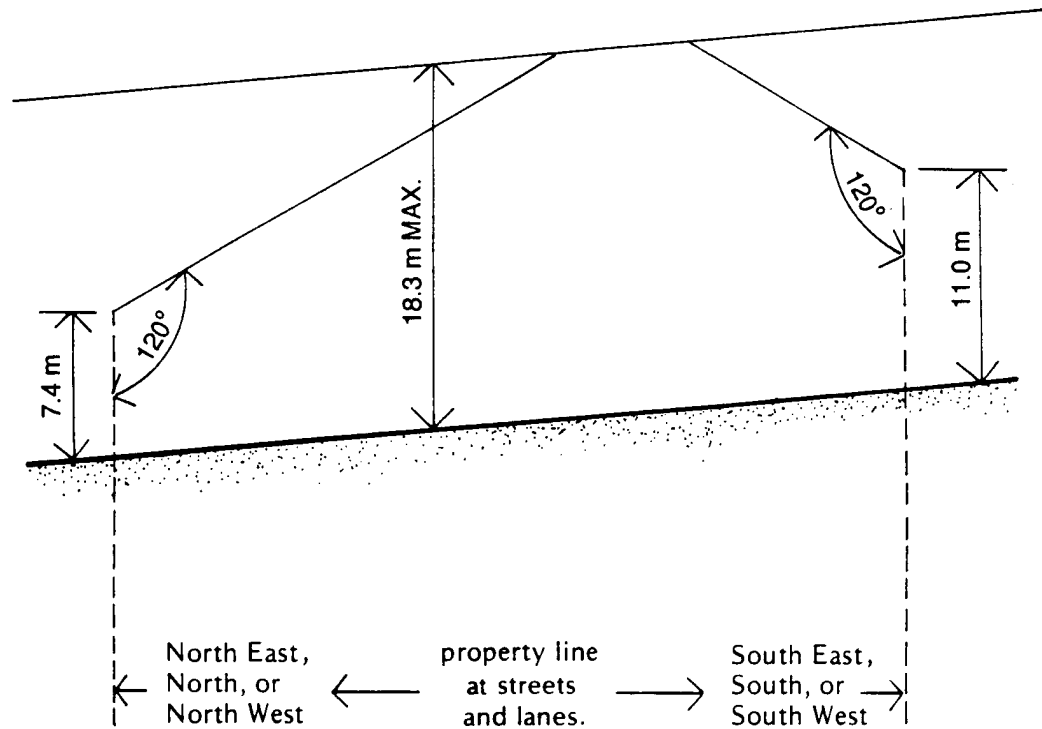 18.3 m MAX.
120°
11.0 m
120°
7.4 m
North East,
North, or
North West
property line
at streets
and lanes.
South East,
South, or
South West